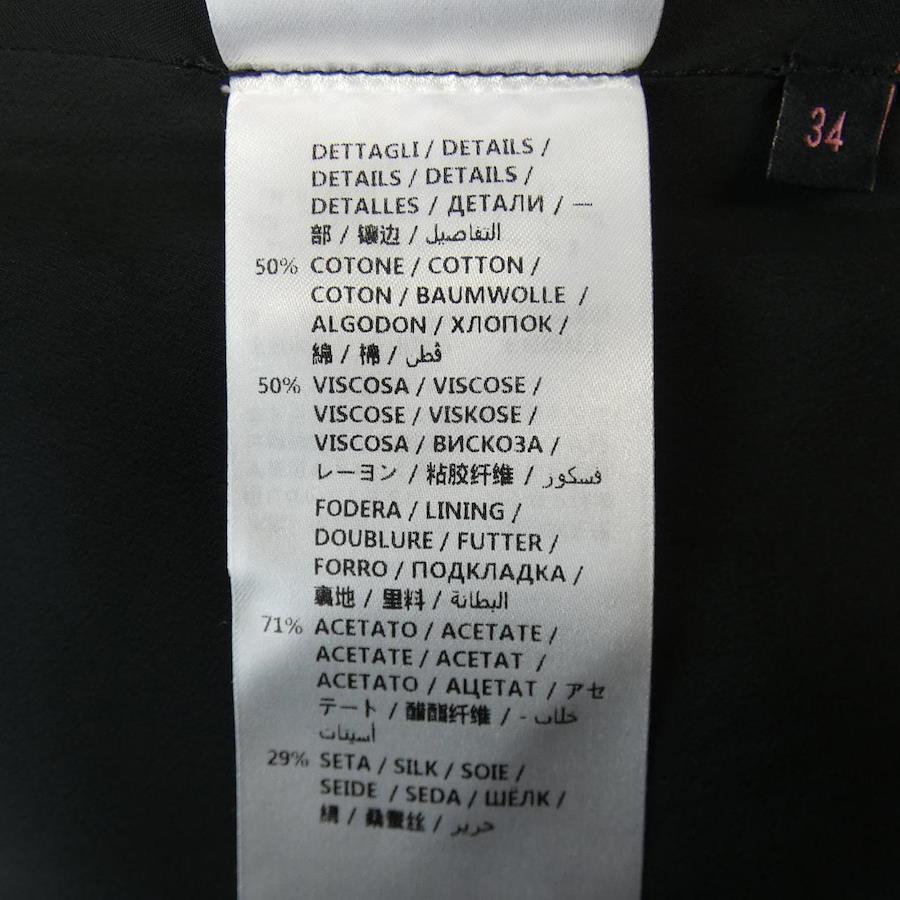 DETTAGLI / DETAILS /
DETAILS / DETAILS /
DETALLES / ДЕТАЛИ / 一
部 / 镶边 / التفاصيل
50% COTONE / COTTON /
COTON / BAUMWOLLE /
ALGODON / ХЛОПОК /
綿 / 棉 / قطن
50% VISCOSA / VISCOSE /
VISCOSE / VISKOSE /
VISCOSA / ВИСКОЗА /
レーヨン / 粘胶纤维 / فسكوز
FODERA / LINING /
DOUBLURE / FUTTER /
FORRO / ПОДКЛАДКА /
裏地 / 里料 / البطانة
71% ACETATO / ACETATE /
ACETATE / ACETAT /
ACETATO / АЦЕТАТ / アセ
テート / 醋酯纤维 / خلات -
أسيتات
29% SETA / SILK / SOIE /
SEIDE / SEDA / ШЁЛК /
絹 / 桑蚕丝 / حرير
34